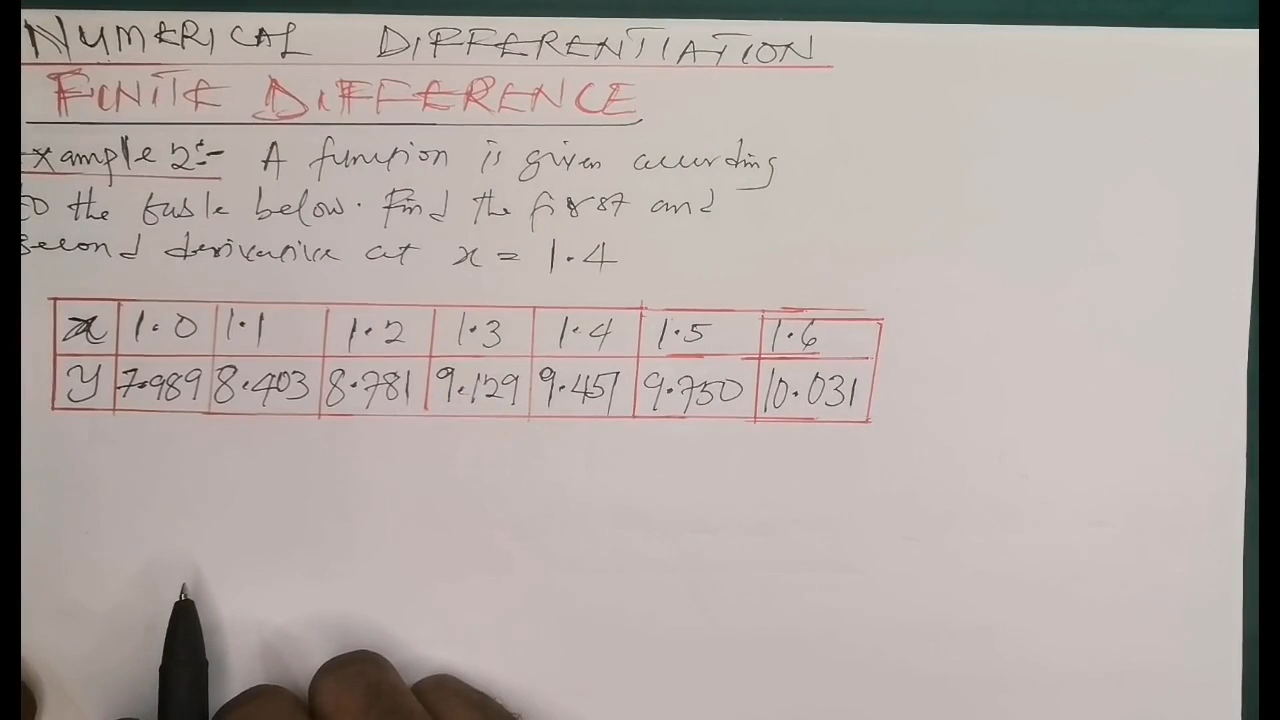 NUMERICAL DIFFERENTIATION
FINITE DIFFERENCE
Example 2:- A function is given according
to the table below. Find the first and
second derivative at x = 1.4
x 1.0 1.1 1.2 1.3 1.4 1.5 1.6
y 7.989 8.403 8.781 9.129 9.451 9.750 10.031